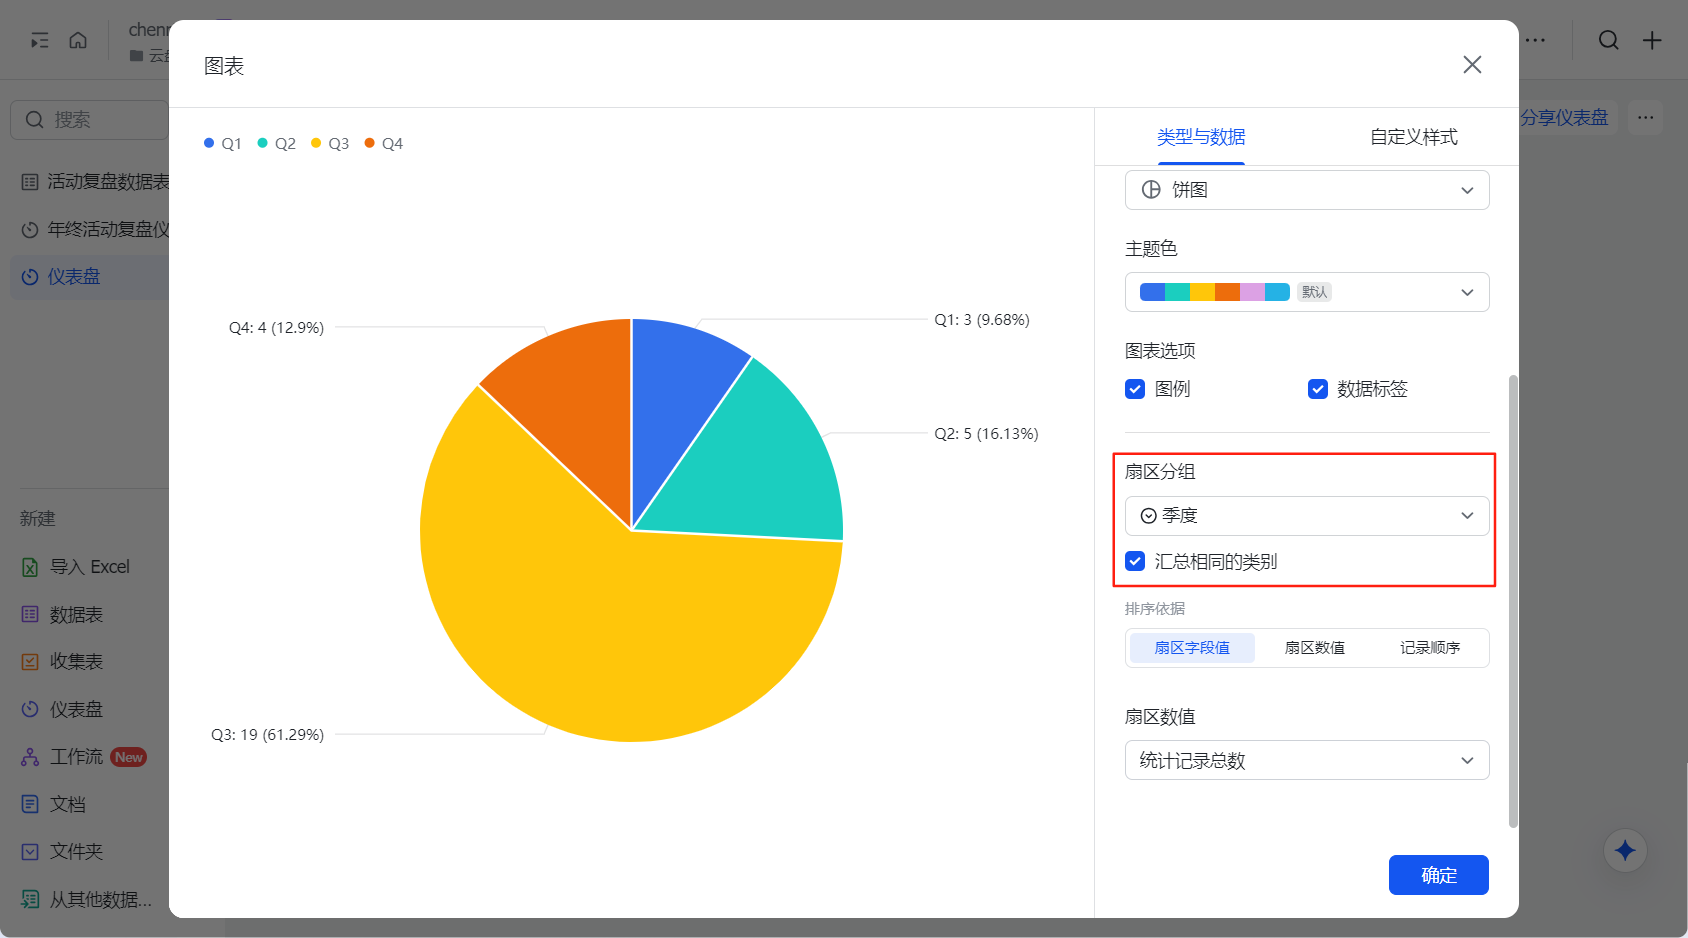 图表
搜索
分享仪表盘
活动复盘数据表
年终活动复盘仪
仪表盘
新建
导入 Excel
数据表
收集表
仪表盘
工作流 New
文档
文件夹
从其他数据...
Q1 Q2 Q3 Q4
Q4: 4 (12.9%)
Q1: 3 (9.68%)
Q2: 5 (16.13%)
Q3: 19 (61.29%)
类型与数据 自定义样式
饼图
主题色
默认
图表选项
图例 数据标签
扇区分组
季度
汇总相同的类别
排序依据
扇区字段值 扇区数值 记录顺序
扇区数值
统计记录总数
确定